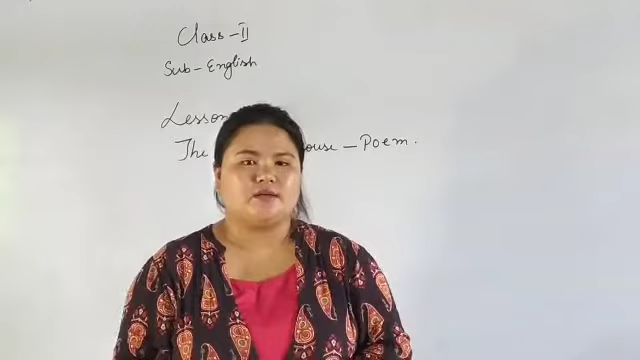 Class - II
Sub - English
Lesson
The ouse - Poem.